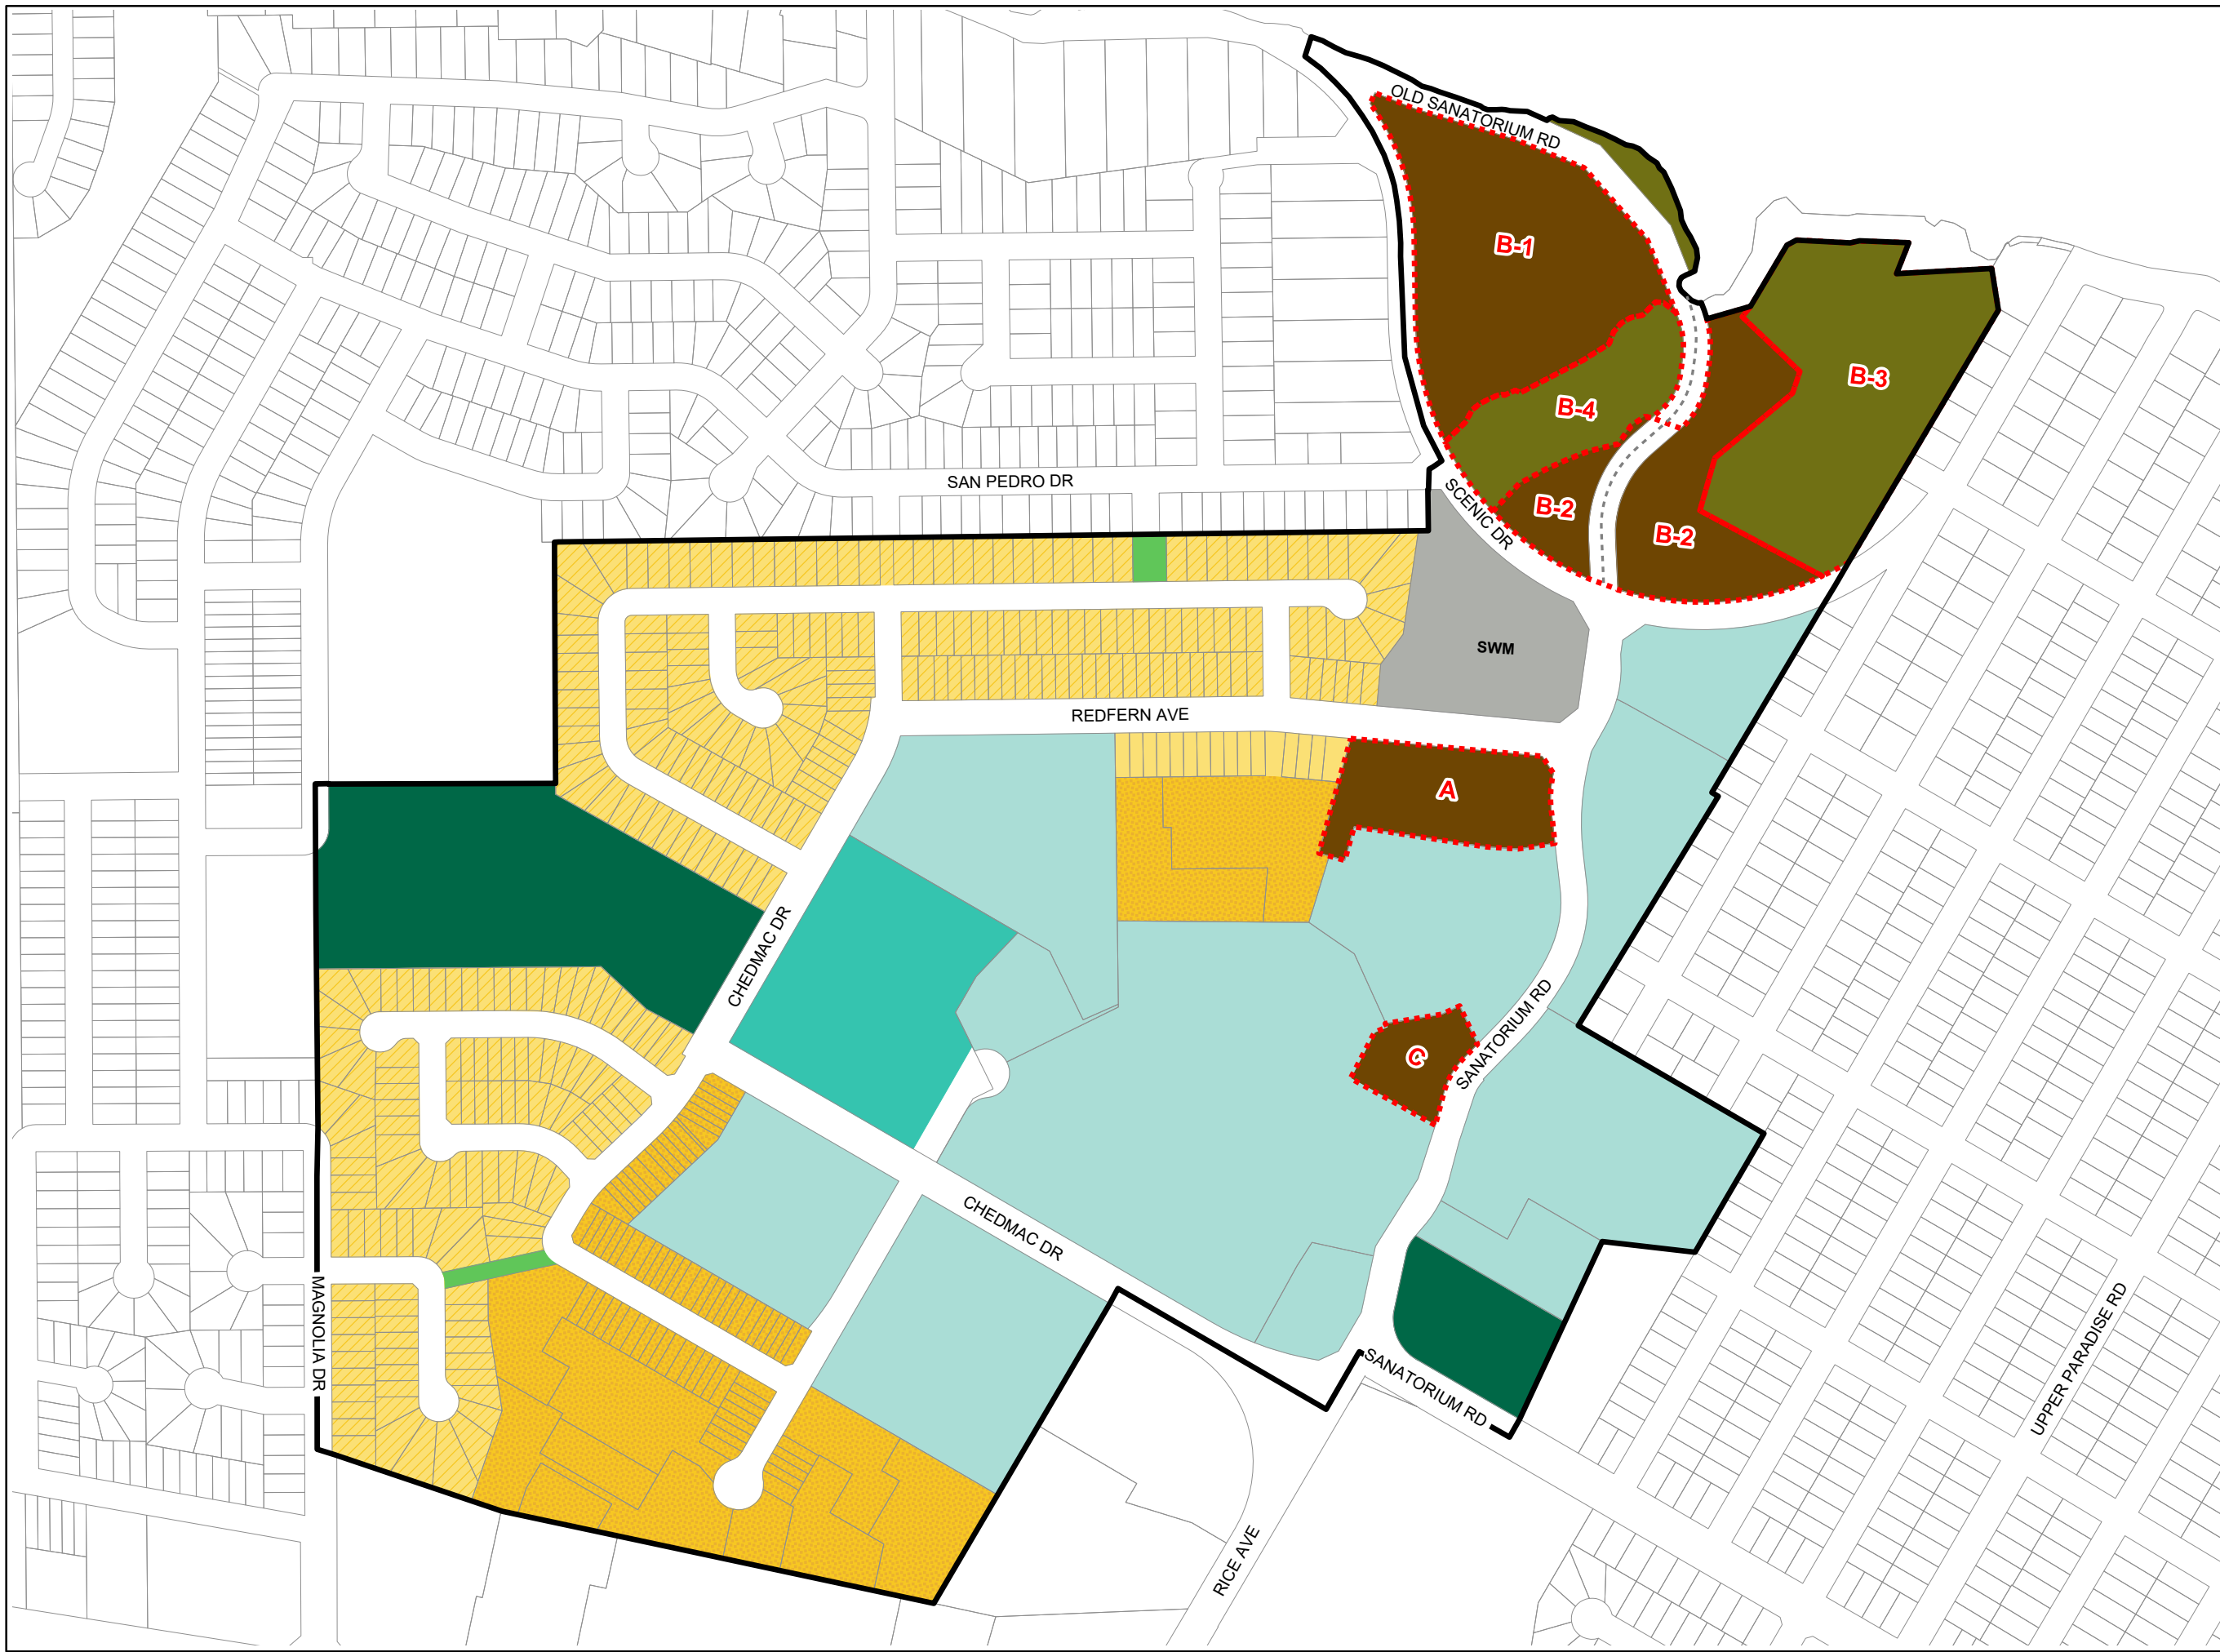 OLD SANATORIUM RD
B-1
B-3
B-4
SAN PEDRO DR
SCENIC DR
B-2
B-2
SWM
REDFERN AVE
A
CHEDMAC DR
SANATORIUM RD
C
CHEDMAC DR
MAGNOLIA DR
SANATORIUM RD
UPPER PARADISE RD
RICE AVE